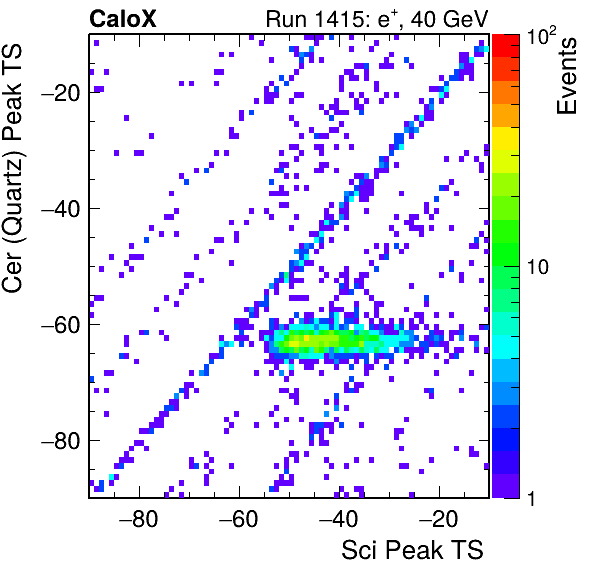 CaloX Run 1415: e⁺, 40 GeV
Cer (Quartz) Peak TS
−20
−40
−60
−80
−80 −60 −40 −20
Sci Peak TS
10²
10
1
Events